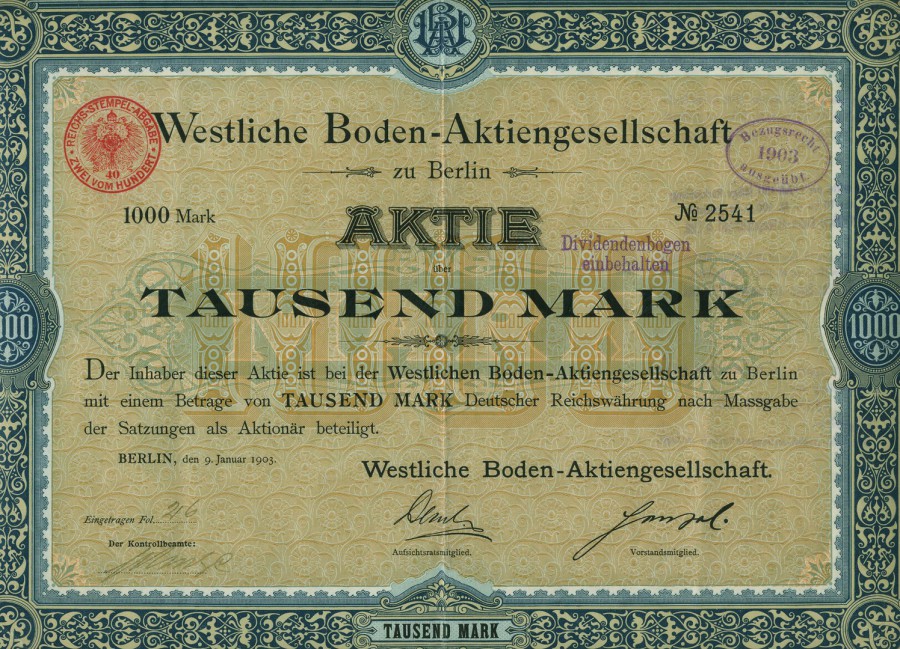 REICHS-STEMPEL-ABGABE
40
ZWEI VOM HUNDERT
Westliche Boden-Aktiengesellschaft
zu Berlin
Bezugsrecht
1903
ausgeübt
1000 Mark
AKTIE
№ 2541
Dividendenbogen
einbehalten
über
TAUSEND MARK
1000
1000
Der Inhaber dieser Aktie ist bei der Westlichen Boden-Aktiengesellschaft zu Berlin
mit einem Betrage von TAUSEND MARK Deutscher Reichswährung nach Massgabe
der Satzungen als Aktionär beteiligt.
BERLIN, den 9. Januar 1903.
Westliche Boden-Aktiengesellschaft.
Eingetragen Fol. 26
Der Kontrollbeamte:
Aufsichtsratsmitglied.
Vorstandsmitglied.
TAUSEND MARK